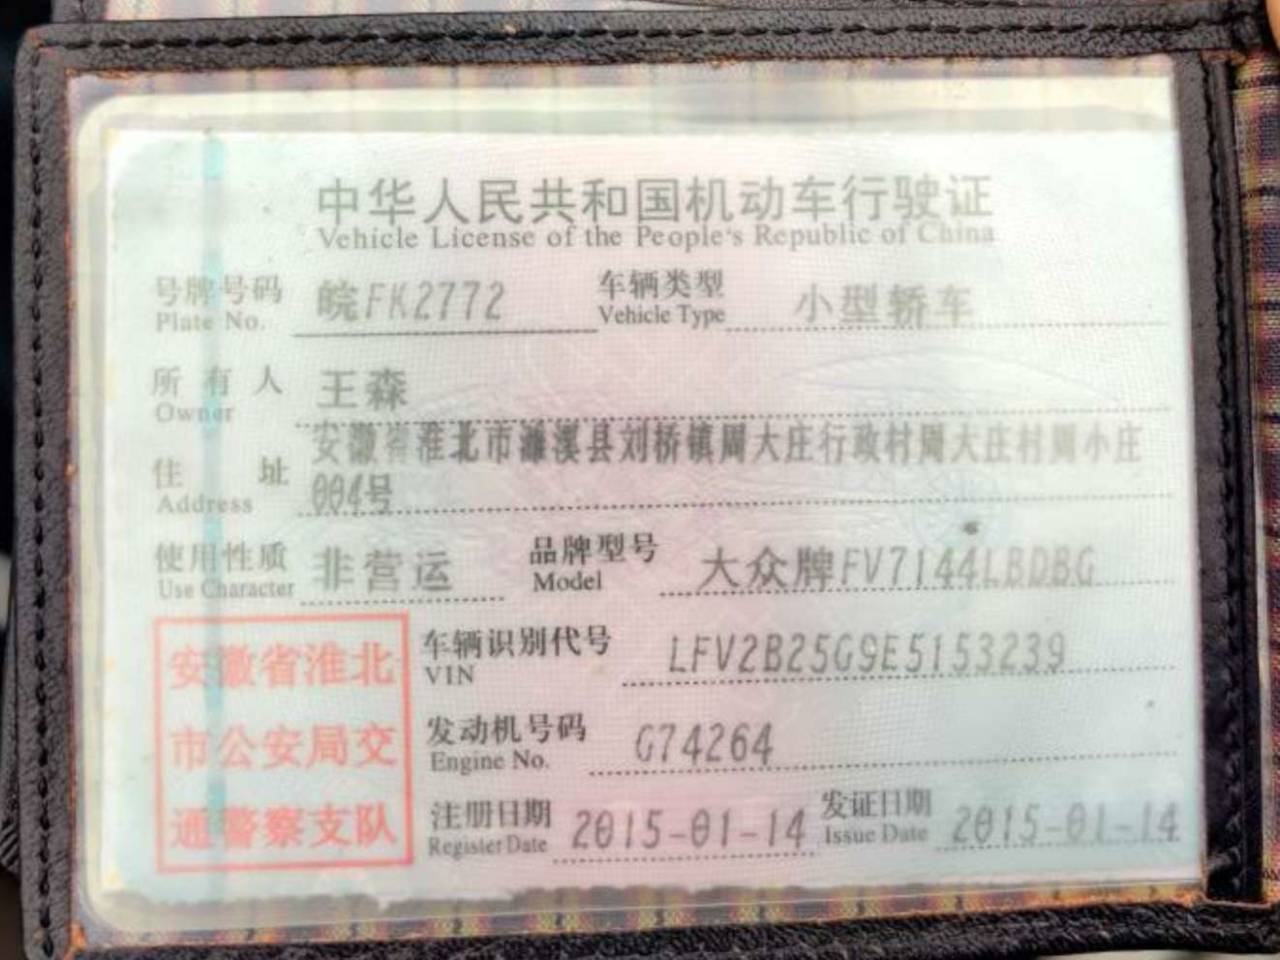 中华人民共和国机动车行驶证
Vehicle License of the People's Republic of China
号牌号码 皖FK2772 车辆类型 小型轿车
Plate No. Vehicle Type
所有人 王森
Owner
住址 安徽省淮北市濉溪县刘桥镇周大庄行政村周大庄村周小庄
Address 004号
使用性质 非营运 品牌型号 大众牌FV7144LBDBG
Use Character Model
安徽省淮北
市公安局交
通警察支队
车辆识别代号 LFV2B25G9E5153239
VIN
发动机号码 G74264
Engine No.
注册日期 2015-01-14 发证日期 2015-01-14
Register Date Issue Date